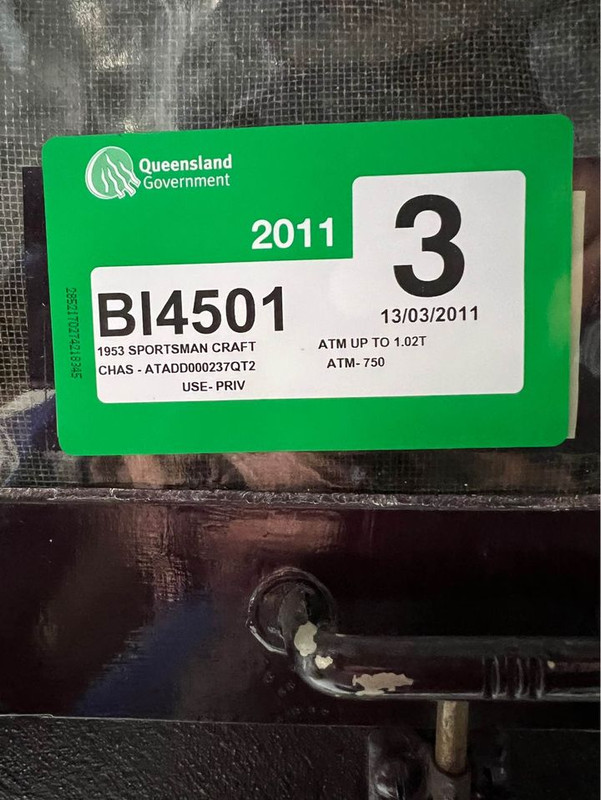 Queensland
Government
2011
3
BI4501
13/03/2011
1953 SPORTSMAN CRAFT
ATM UP TO 1.02T
CHAS - ATADD000237QT2
ATM- 750
USE- PRIV